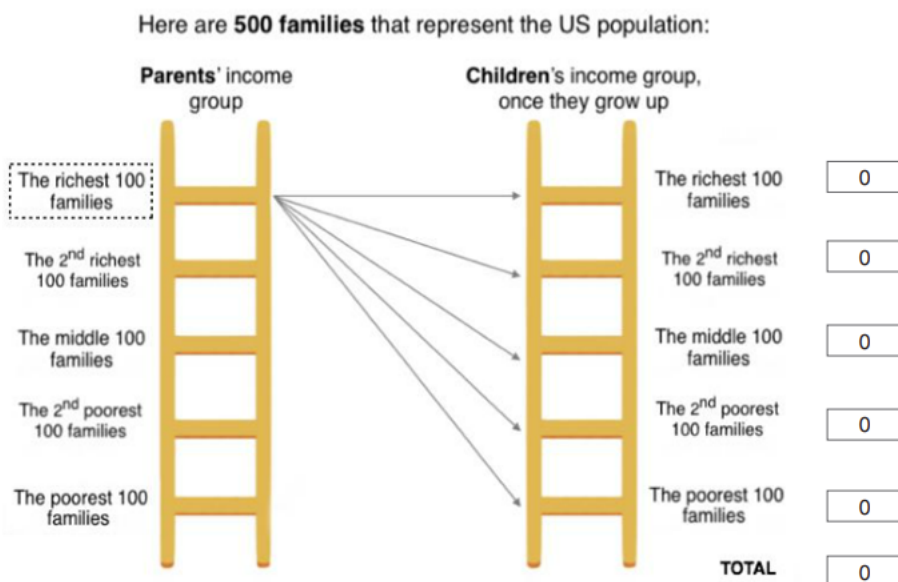 Here are 500 families that represent the US population:
Parents' income
group
Children's income group,
once they grow up
The richest 100
families
The richest 100
families
0
The 2nd richest
100 families
The 2nd richest
100 families
0
The middle 100
families
The middle 100
families
0
The 2nd poorest
100 families
The 2nd poorest
100 families
0
The poorest 100
families
The poorest 100
families
0
TOTAL
0